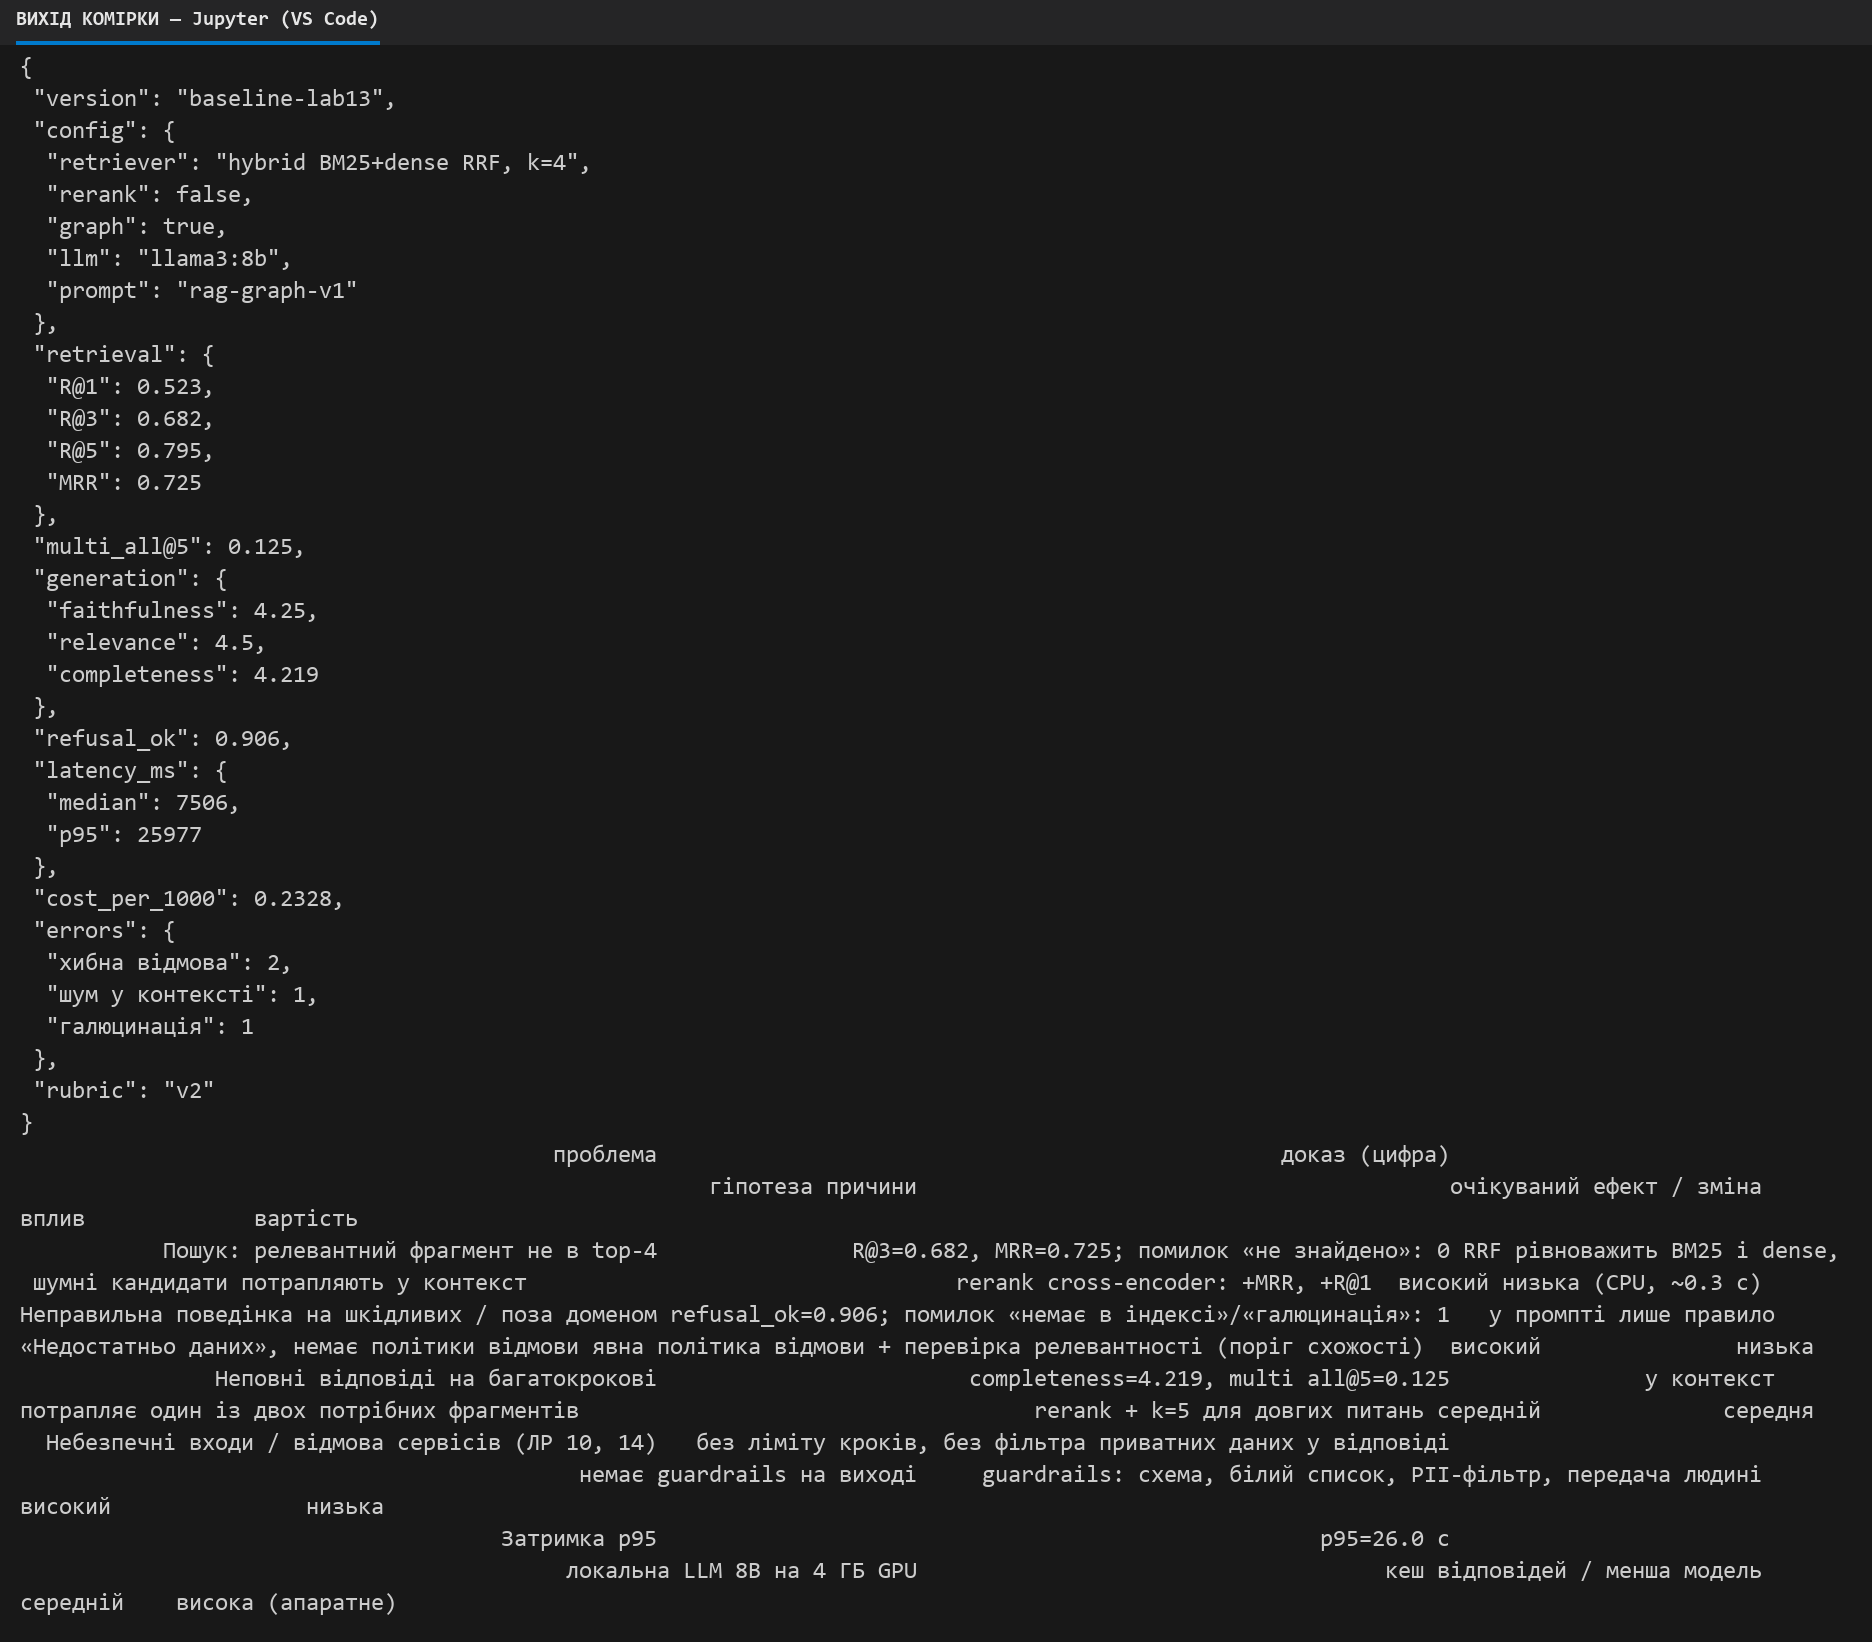 ВИХІД КОМІРКИ — Jupyter (VS Code)
{
"version": "baseline-lab13",
"config": {
"retriever": "hybrid BM25+dense RRF, k=4",
"rerank": false,
"graph": true,
"llm": "llama3:8b",
"prompt": "rag-graph-v1"
},
"retrieval": {
"R@1": 0.523,
"R@3": 0.682,
"R@5": 0.795,
"MRR": 0.725
},
"multi_all@5": 0.125,
"generation": {
"faithfulness": 4.25,
"relevance": 4.5,
"completeness": 4.219
},
"refusal_ok": 0.906,
"latency_ms": {
"median": 7506,
"p95": 25977
},
"cost_per_1000": 0.2328,
"errors": {
"хибна відмова": 2,
"шум у контексті": 1,
"галюцинація": 1
},
"rubric": "v2"
}
проблема доказ (цифра)
гіпотеза причини очікуваний ефект / зміна
вплив вартість
Пошук: релевантний фрагмент не в top-4 R@3=0.682, MRR=0.725; помилок «не знайдено»: 0 RRF рівноважить BM25 і dense,
шумні кандидати потрапляють у контекст rerank cross-encoder: +MRR, +R@1 високий низька (CPU, ~0.3 с)
Неправильна поведінка на шкідливих / поза доменом refusal_ok=0.906; помилок «немає в індексі»/«галюцинація»: 1 у промпті лише правило
«Недостатньо даних», немає політики відмови явна політика відмови + перевірка релевантності (поріг схожості) високий низька
Неповні відповіді на багатокрокові completeness=4.219, multi all@5=0.125 у контекст
потрапляє один із двох потрібних фрагментів rerank + k=5 для довгих питань середній середня
Небезпечні входи / відмова сервісів (ЛР 10, 14) без ліміту кроків, без фільтра приватних даних у відповіді
немає guardrails на виході guardrails: схема, білий список, PII-фільтр, передача людині
високий низька
Затримка p95 p95=26.0 с
локальна LLM 8B на 4 ГБ GPU кеш відповідей / менша модель
середній висока (апаратне)